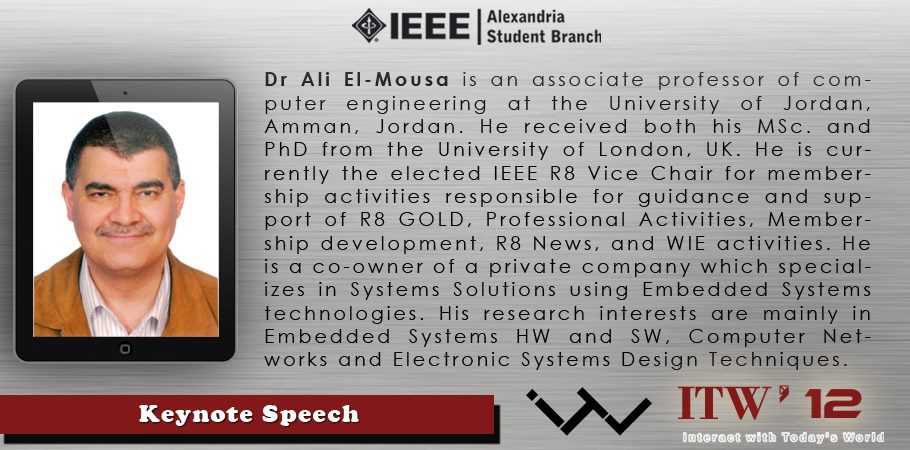 IEEE
Alexandria
Student Branch
Dr Ali El-Mousa is an associate professor of com-
puter engineering at the University of Jordan,
Amman, Jordan. He received both his MSc. and
PhD from the University of London, UK. He is cur-
rently the elected IEEE R8 Vice Chair for member-
ship activities responsible for guidance and sup-
port of R8 GOLD, Professional Activities, Member-
ship development, R8 News, and WIE activities. He
is a co-owner of a private company which special-
izes in Systems Solutions using Embedded Systems
technologies. His research interests are mainly in
Embedded Systems HW and SW, Computer Net-
works and Electronic Systems Design Techniques.
Keynote Speech
itw
ITW' 12
Interact with Today's World